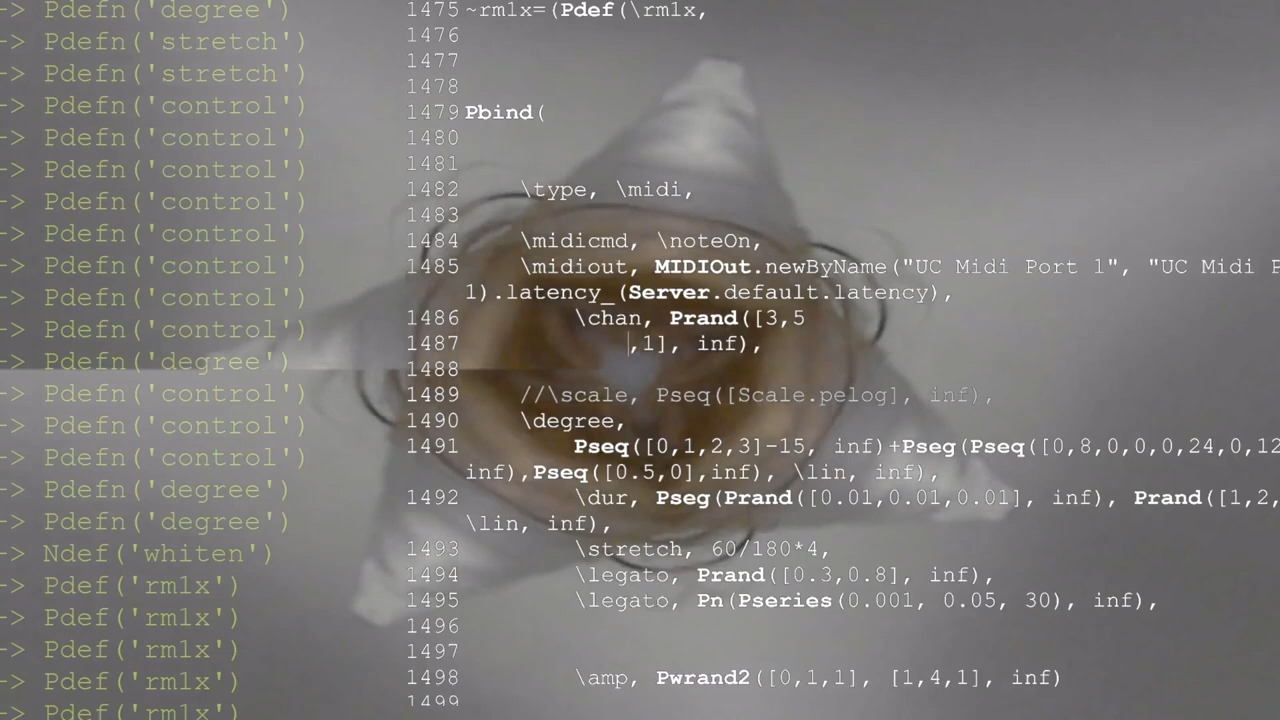 -> Pdefn('degree')
-> Pdefn('stretch')
-> Pdefn('stretch')
-> Pdefn('control')
-> Pdefn('control')
-> Pdefn('control')
-> Pdefn('control')
-> Pdefn('control')
-> Pdefn('control')
-> Pdefn('control')
-> Pdefn('control')
-> Pdefn('degree')
-> Pdefn('control')
-> Pdefn('control')
-> Pdefn('control')
-> Pdefn('degree')
-> Pdefn('degree')
-> Ndef('whiten')
-> Pdef('rm1x')
-> Pdef('rm1x')
-> Pdef('rm1x')
-> Pdef('rm1x')
-> Pdef('rm1x')
1475 ~rm1x=(Pdef(\rm1x,
1476
1477
1478
1479 Pbind(
1480
1481
1482 \type, \midi,
1483
1484 \midicmd, \noteOn,
1485 \midiout, MIDIOut.newByName("UC Midi Port 1", "UC Midi P
1).latency_(Server.default.latency),
1486 \chan, Prand([3,5
1487 ,1], inf),
1488
1489 //\scale, Pseq([Scale.pelog], inf),
1490 \degree,
1491 Pseq([0,1,2,3]-15, inf)+Pseg(Pseq([0,8,0,0,0,24,0,12
inf),Pseq([0.5,0],inf), \lin, inf),
1492 \dur, Pseg(Prand([0.01,0.01,0.01], inf), Prand([1,2,
\lin, inf),
1493 \stretch, 60/180*4,
1494 \legato, Prand([0.3,0.8], inf),
1495 \legato, Pn(Pseries(0.001, 0.05, 30), inf),
1496
1497
1498 \amp, Pwrand2([0,1,1], [1,4,1], inf)
1499